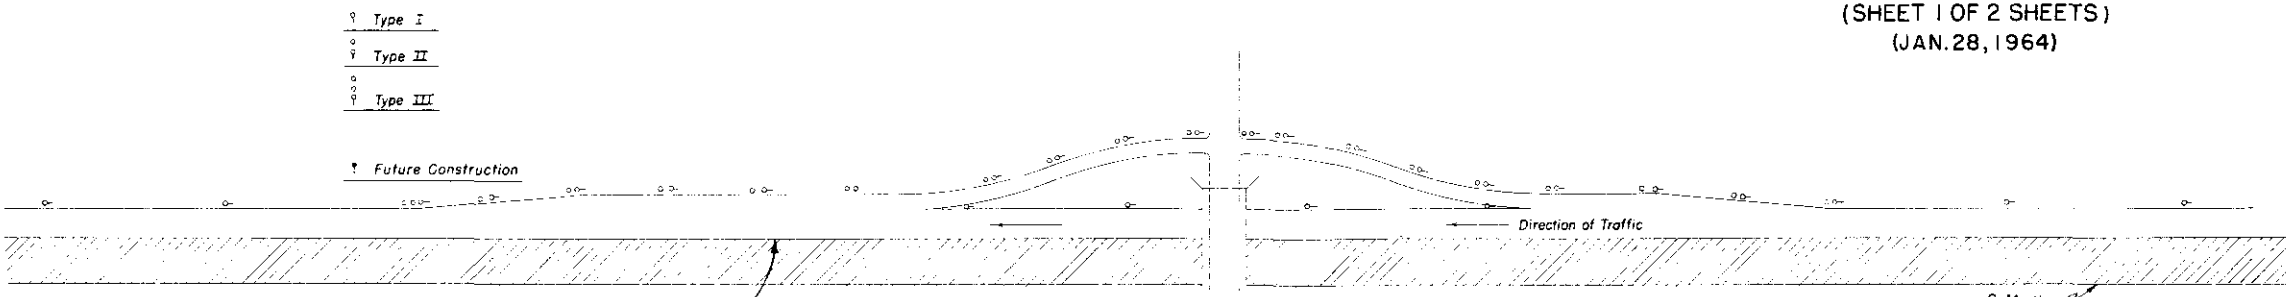 (SHEET 1 OF 2 SHEETS)
(JAN. 28, 1964)
Type I
Type II
Type III
Future Construction
Direction of Traffic